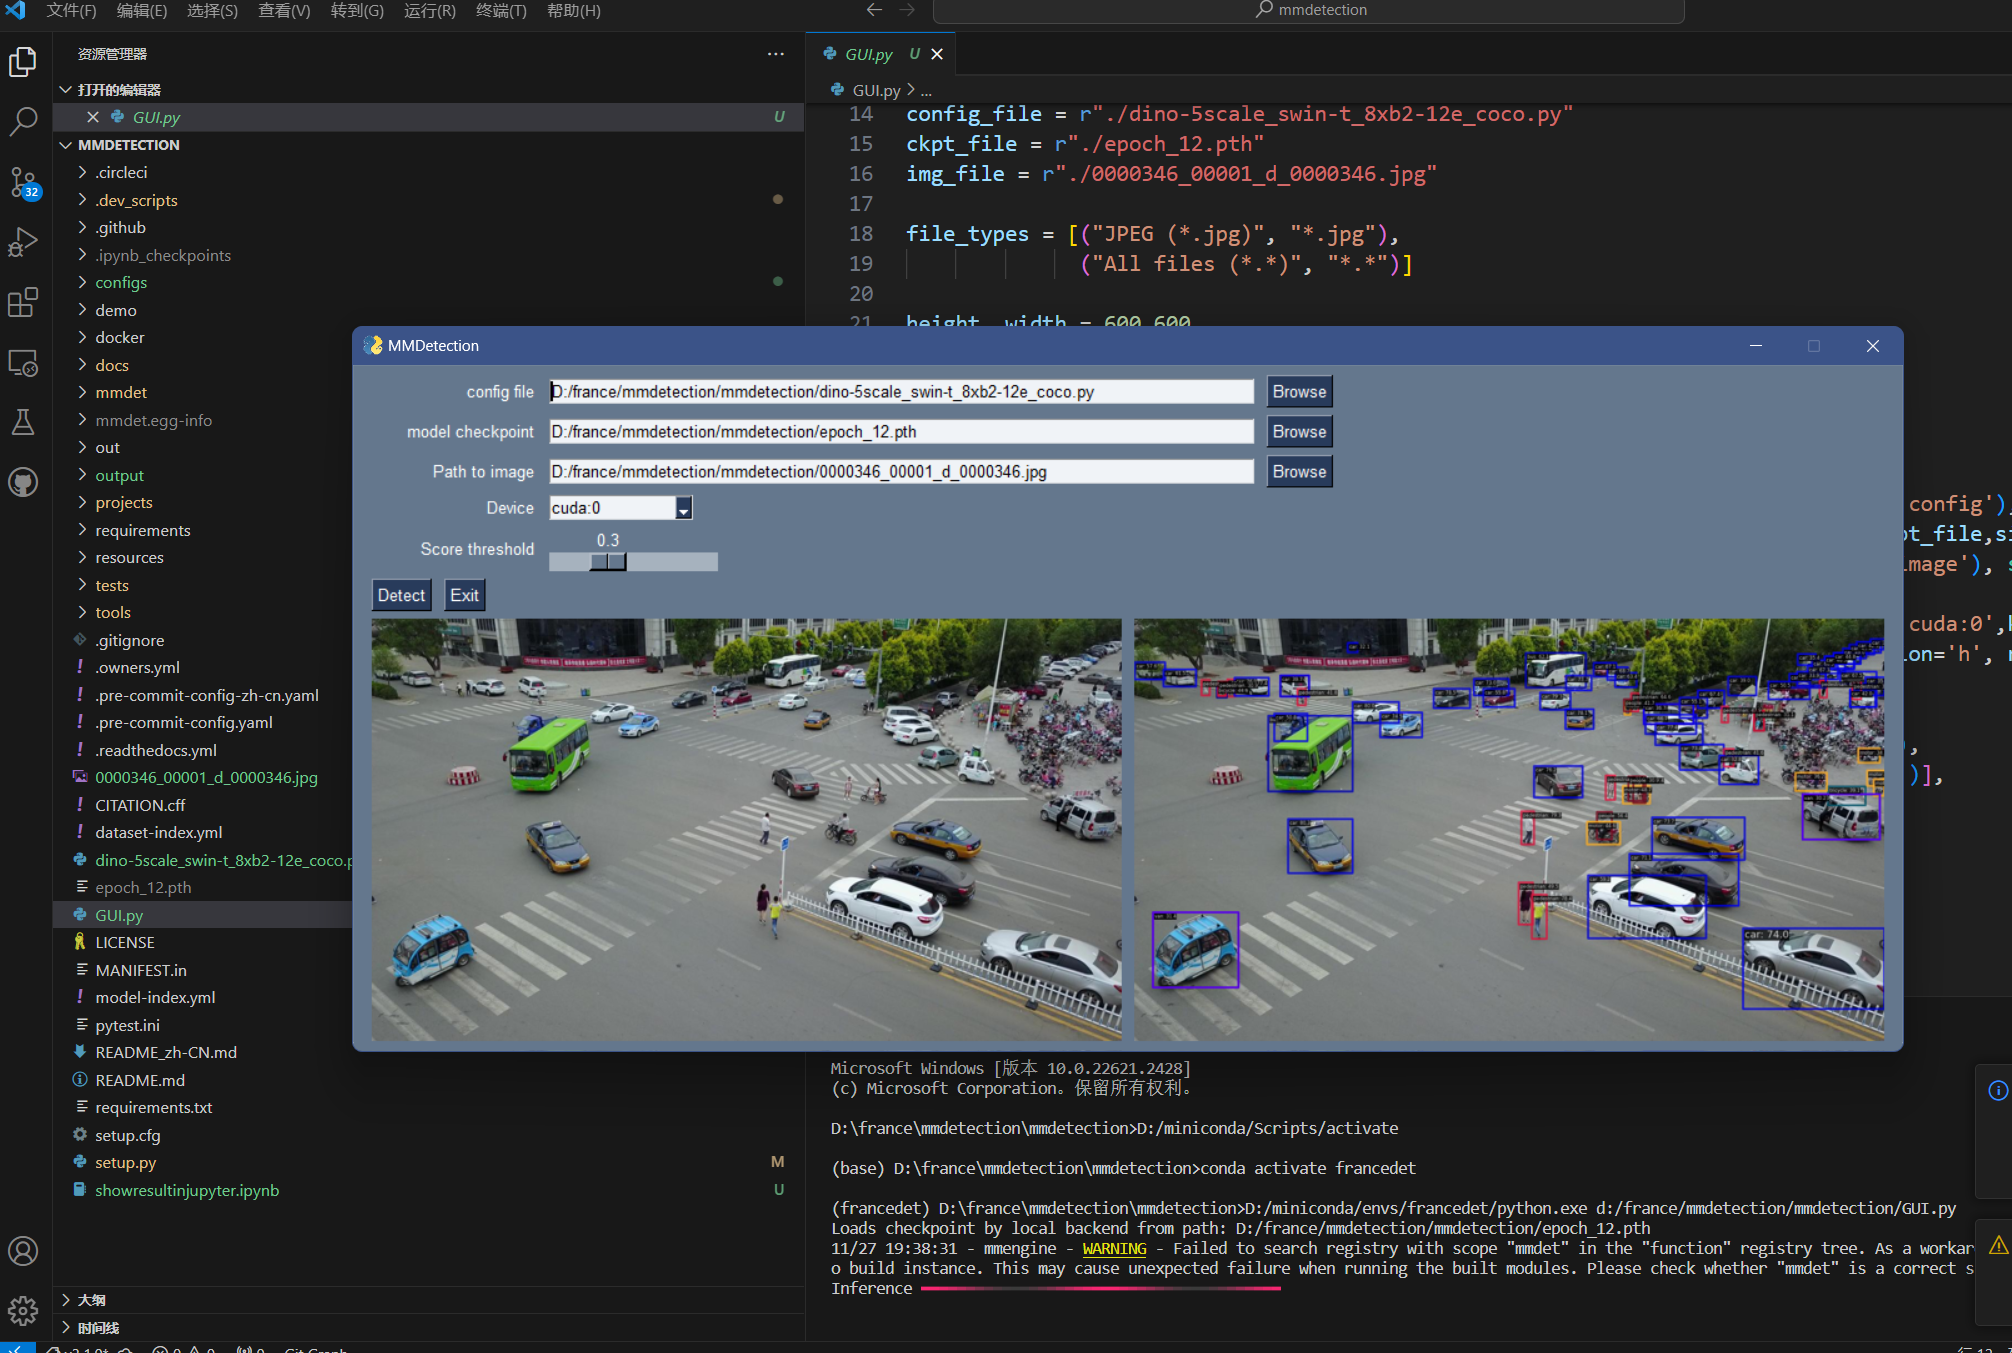 文件(F) 编辑(E) 选择(S) 查看(V) 转到(G) 运行(R) 终端(T) 帮助(H)
mmdetection
资源管理器
打开的编辑器
GUI.py U
MMDETECTION
.circleci
.dev_scripts
.github
.ipynb_checkpoints
configs
demo
docker
docs
mmdet
mmdet.egg-info
out
output
projects
requirements
resources
tests
tools
.gitignore
.owners.yml
.pre-commit-config-zh-cn.yaml
.pre-commit-config.yaml
.readthedocs.yml
0000346_00001_d_0000346.jpg
CITATION.cff
dataset-index.yml
dino-5scale_swin-t_8xb2-12e_coco.p
epoch_12.pth
GUI.py
LICENSE
MANIFEST.in
model-index.yml
pytest.ini
README_zh-CN.md
README.md
requirements.txt
setup.cfg
setup.py M
showresultinjupyter.ipynb U
大纲
时间线
32
GUI.py U
GUI.py > ...
14 config_file = r"./dino-5scale_swin-t_8xb2-12e_coco.py"
15 ckpt_file = r"./epoch_12.pth"
16 img_file = r"./0000346_00001_d_0000346.jpg"
17
18 file_types = [("JPEG (*.jpg)", "*.jpg"),
19 ("All files (*.*)", "*.*")]
20
21 height, width = 600,600
config')
pt_file,s
image'),
cuda:0',
ion='h',
,
)],
MMDetection
config file D:/france/mmdetection/mmdetection/dino-5scale_swin-t_8xb2-12e_coco.py Browse
model checkpoint D:/france/mmdetection/mmdetection/epoch_12.pth Browse
Path to image D:/france/mmdetection/mmdetection/0000346_00001_d_0000346.jpg Browse
Device cuda:0
0.3
Score threshold
Detect Exit
car: 74.0
Microsoft Windows [版本 10.0.22621.2428]
(c) Microsoft Corporation。保留所有权利。
D:\france\mmdetection\mmdetection>D:/miniconda/Scripts/activate
(base) D:\france\mmdetection\mmdetection>conda activate francedet
(francedet) D:\france\mmdetection\mmdetection>D:/miniconda/envs/francedet/python.exe d:/france/mmdetection/mmdetection/GUI.py
Loads checkpoint by local backend from path: D:/france/mmdetection/mmdetection/epoch_12.pth
11/27 19:38:31 - mmengine - WARNING - Failed to search registry with scope "mmdet" in the "function" registry tree. As a workar
o build instance. This may cause unexpected failure when running the built modules. Please check whether "mmdet" is a correct s
Inference
Git Graph